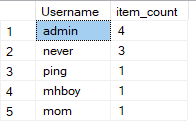 Username item_count
1 admin 4
2 never 3
3 ping 1
4 mhboy 1
5 mom 1